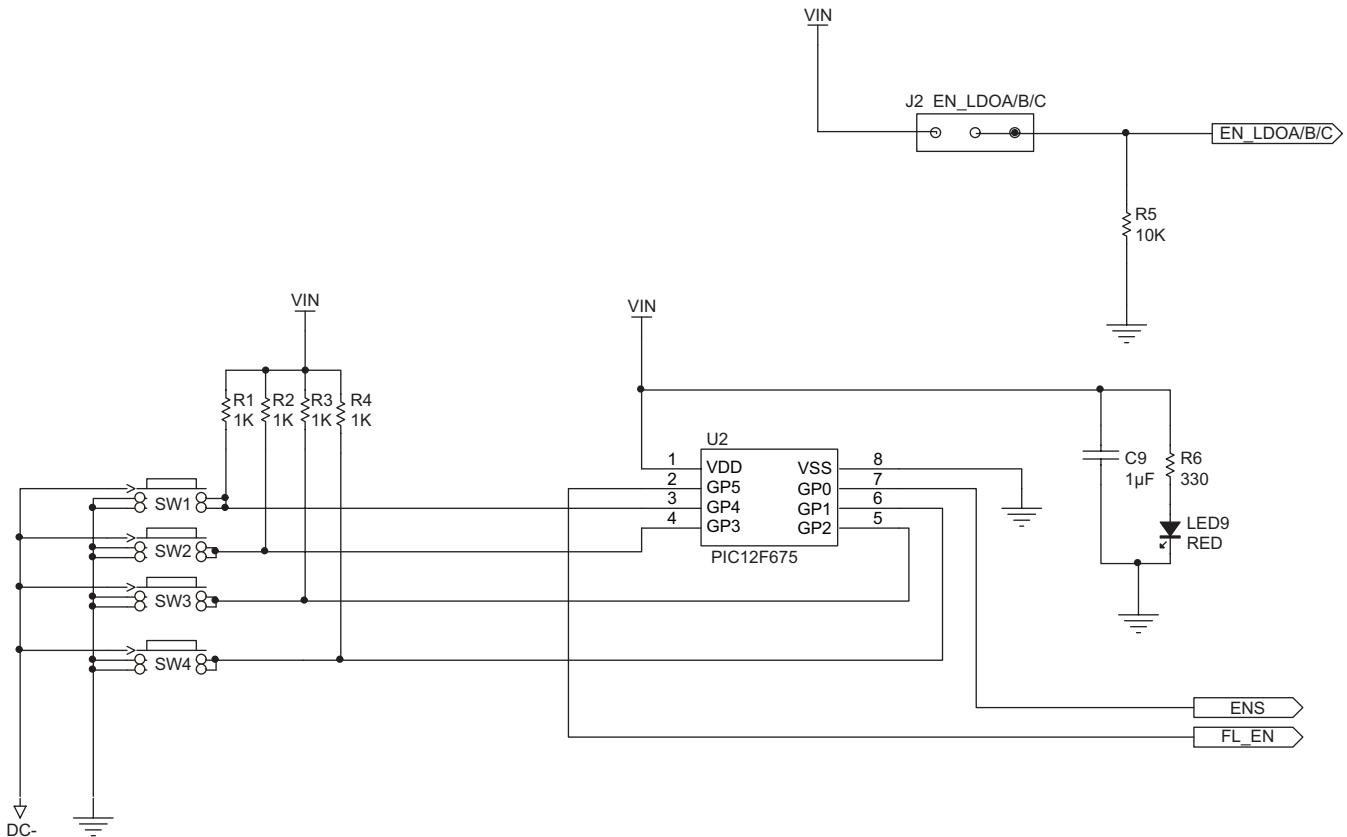 VIN
J2 EN_LDOA/B/C
EN_LDOA/B/C
R5
10K
VIN
VIN
R1
1K
R2
1K
R3
1K
R4
1K
U2
1 VDD VSS 8
2 GP5 GP0 7
3 GP4 GP1 6
4 GP3 GP2 5
PIC12F675
C9
1µF
R6
330
LED9
RED
SW1
SW2
SW3
SW4
ENS
FL_EN
DC-